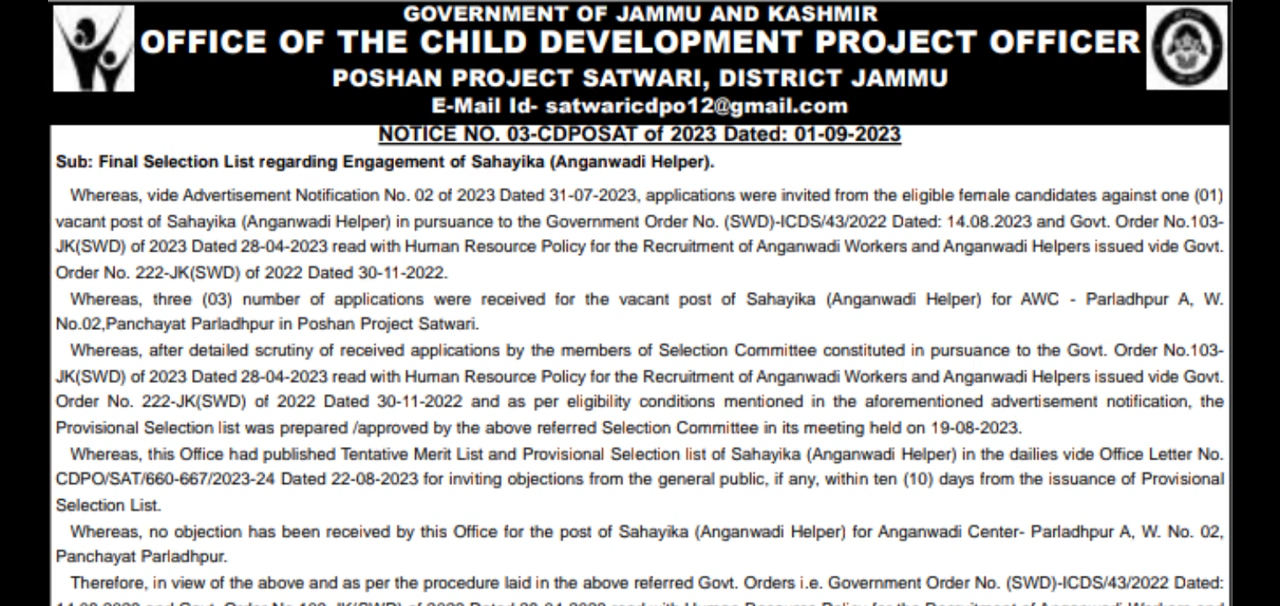 GOVERNMENT OF JAMMU AND KASHMIR
OFFICE OF THE CHILD DEVELOPMENT PROJECT OFFICER
POSHAN PROJECT SATWARI, DISTRICT JAMMU
E-Mail Id- satwaricdpo12@gmail.com
NOTICE NO. 03-CDPOSAT of 2023 Dated: 01-09-2023
Sub: Final Selection List regarding Engagement of Sahayika (Anganwadi Helper).
Whereas, vide Advertisement Notification No. 02 of 2023 Dated 31-07-2023, applications were invited from the eligible female candidates against one (01)
vacant post of Sahayika (Anganwadi Helper) in pursuance to the Government Order No. (SWD)-ICDS/43/2022 Dated: 14.08.2023 and Govt. Order No.103-
JK(SWD) of 2023 Dated 28-04-2023 read with Human Resource Policy for the Recruitment of Anganwadi Workers and Anganwadi Helpers issued vide Govt.
Order No. 222-JK(SWD) of 2022 Dated 30-11-2022.
Whereas, three (03) number of applications were received for the vacant post of Sahayika (Anganwadi Helper) for AWC - Parladhpur A, W.
No.02,Panchayat Parladhpur in Poshan Project Satwari.
Whereas, after detailed scrutiny of received applications by the members of Selection Committee constituted in pursuance to the Govt. Order No.103-
JK(SWD) of 2023 Dated 28-04-2023 read with Human Resource Policy for the Recruitment of Anganwadi Workers and Anganwadi Helpers issued vide Govt.
Order No. 222-JK(SWD) of 2022 Dated 30-11-2022 and as per eligibility conditions mentioned in the aforementioned advertisement notification, the
Provisional Selection list was prepared /approved by the above referred Selection Committee in its meeting held on 19-08-2023.
Whereas, this Office had published Tentative Merit List and Provisional Selection list of Sahayika (Anganwadi Helper) in the dailies vide Office Letter No.
CDPO/SAT/660-667/2023-24 Dated 22-08-2023 for inviting objections from the general public, if any, within ten (10) days from the issuance of Provisional
Selection List.
Whereas, no objection has been received by this Office for the post of Sahayika (Anganwadi Helper) for Anganwadi Center- Parladhpur A, W. No. 02,
Panchayat Parladhpur.
Therefore, in view of the above and as per the procedure laid in the above referred Govt. Orders i.e. Government Order No. (SWD)-ICDS/43/2022 Dated: